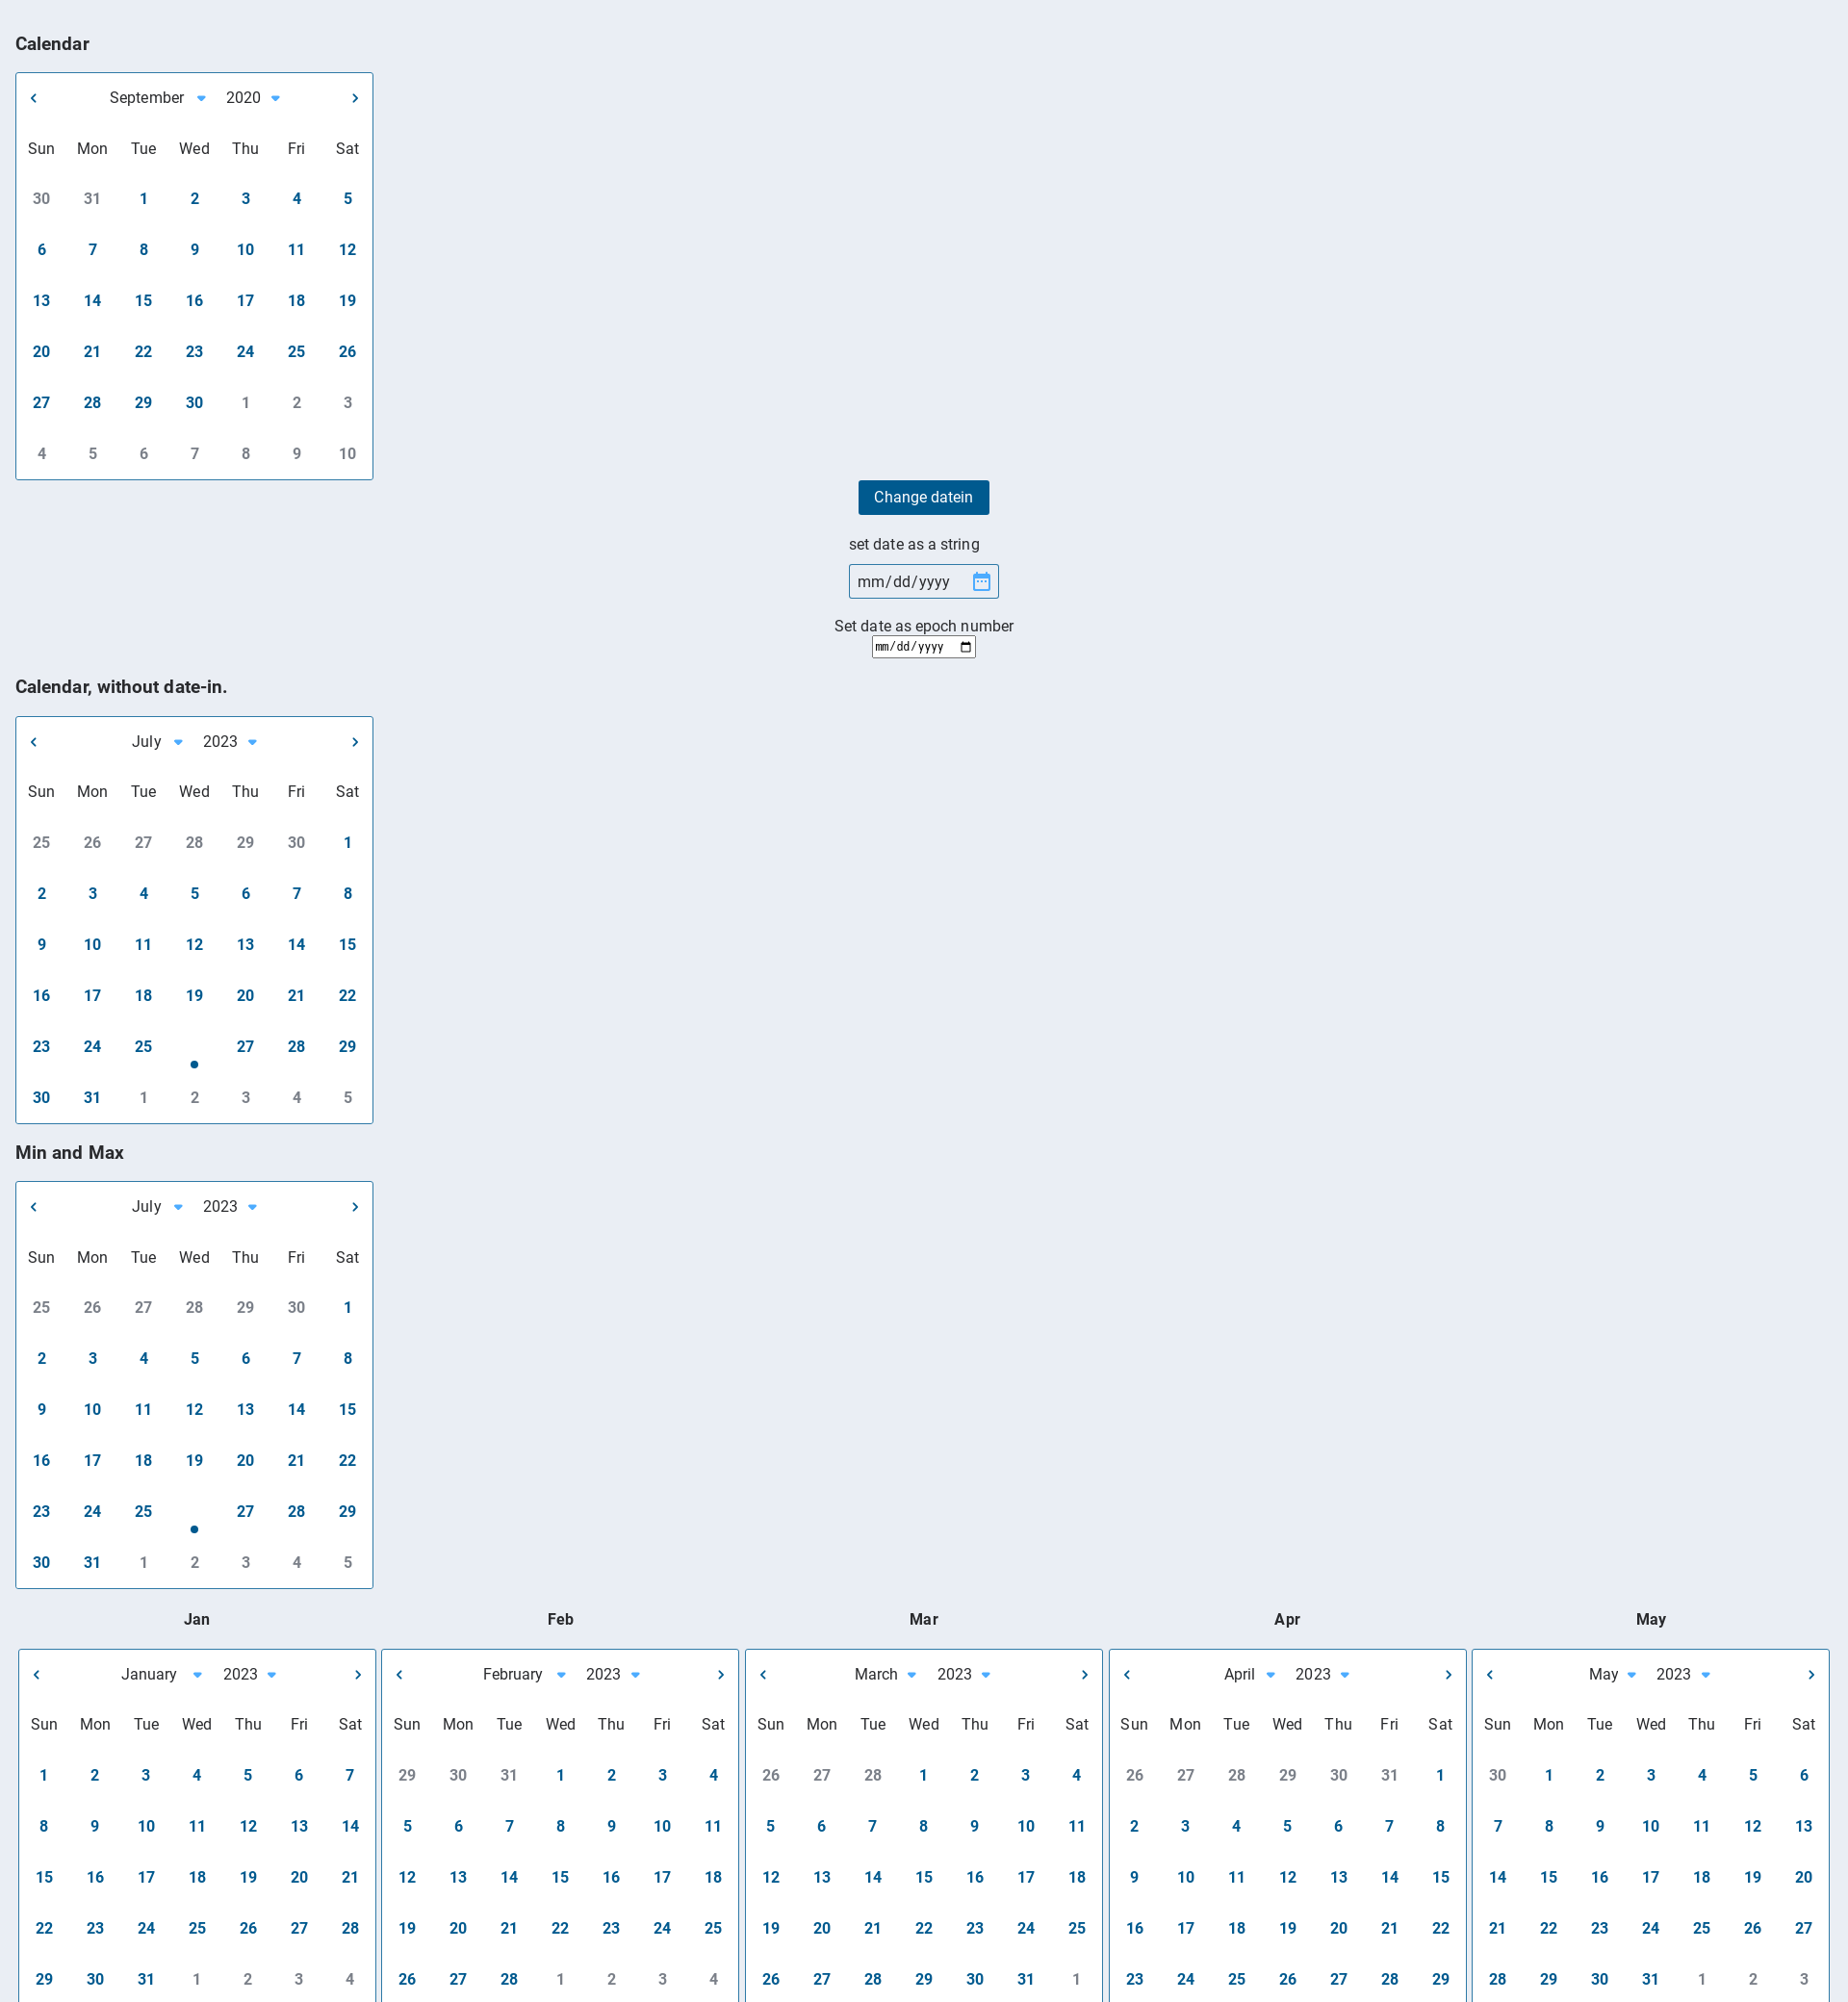 Calendar
September 2020
Sun Mon Tue Wed Thu Fri Sat
30 31 1 2 3 4 5
6 7 8 9 10 11 12
13 14 15 16 17 18 19
20 21 22 23 24 25 26
27 28 29 30 1 2 3
4 5 6 7 8 9 10
Change datein
set date as a string
mm/dd/yyyy
Set date as epoch number
mm/dd/yyyy
Calendar, without date-in.
July 2023
Sun Mon Tue Wed Thu Fri Sat
25 26 27 28 29 30 1
2 3 4 5 6 7 8
9 10 11 12 13 14 15
16 17 18 19 20 21 22
23 24 25 27 28 29
30 31 1 2 3 4 5
Min and Max
July 2023
Sun Mon Tue Wed Thu Fri Sat
25 26 27 28 29 30 1
2 3 4 5 6 7 8
9 10 11 12 13 14 15
16 17 18 19 20 21 22
23 24 25 27 28 29
30 31 1 2 3 4 5
Jan
January 2023
Sun Mon Tue Wed Thu Fri Sat
1 2 3 4 5 6 7
8 9 10 11 12 13 14
15 16 17 18 19 20 21
22 23 24 25 26 27 28
29 30 31 1 2 3 4
Feb
February 2023
Sun Mon Tue Wed Thu Fri Sat
29 30 31 1 2 3 4
5 6 7 8 9 10 11
12 13 14 15 16 17 18
19 20 21 22 23 24 25
26 27 28 1 2 3 4
Mar
March 2023
Sun Mon Tue Wed Thu Fri Sat
26 27 28 1 2 3 4
5 6 7 8 9 10 11
12 13 14 15 16 17 18
19 20 21 22 23 24 25
26 27 28 29 30 31 1
Apr
April 2023
Sun Mon Tue Wed Thu Fri Sat
26 27 28 29 30 31 1
2 3 4 5 6 7 8
9 10 11 12 13 14 15
16 17 18 19 20 21 22
23 24 25 26 27 28 29
May
May 2023
Sun Mon Tue Wed Thu Fri Sat
30 1 2 3 4 5 6
7 8 9 10 11 12 13
14 15 16 17 18 19 20
21 22 23 24 25 26 27
28 29 30 31 1 2 3